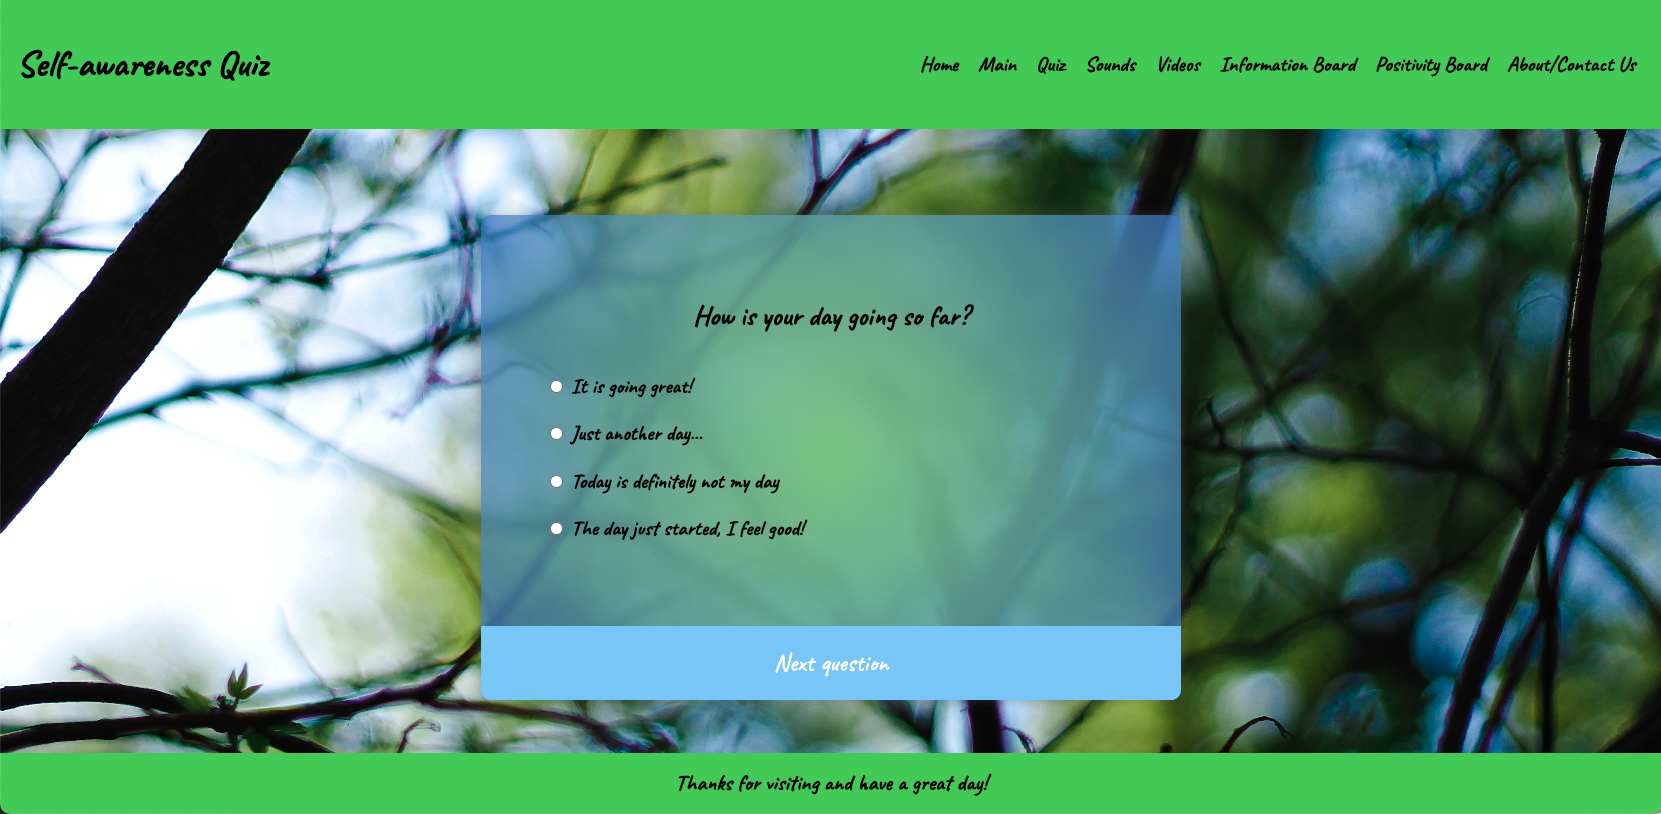 Self-awareness Quiz
Home Main Quiz Sounds Videos Information Board Positivity Board About/Contact Us
How is your day going so far?
It is going great!
Just another day...
Today is definitely not my day
The day just started, I feel good!
Next question
Thanks for visiting and have a great day!